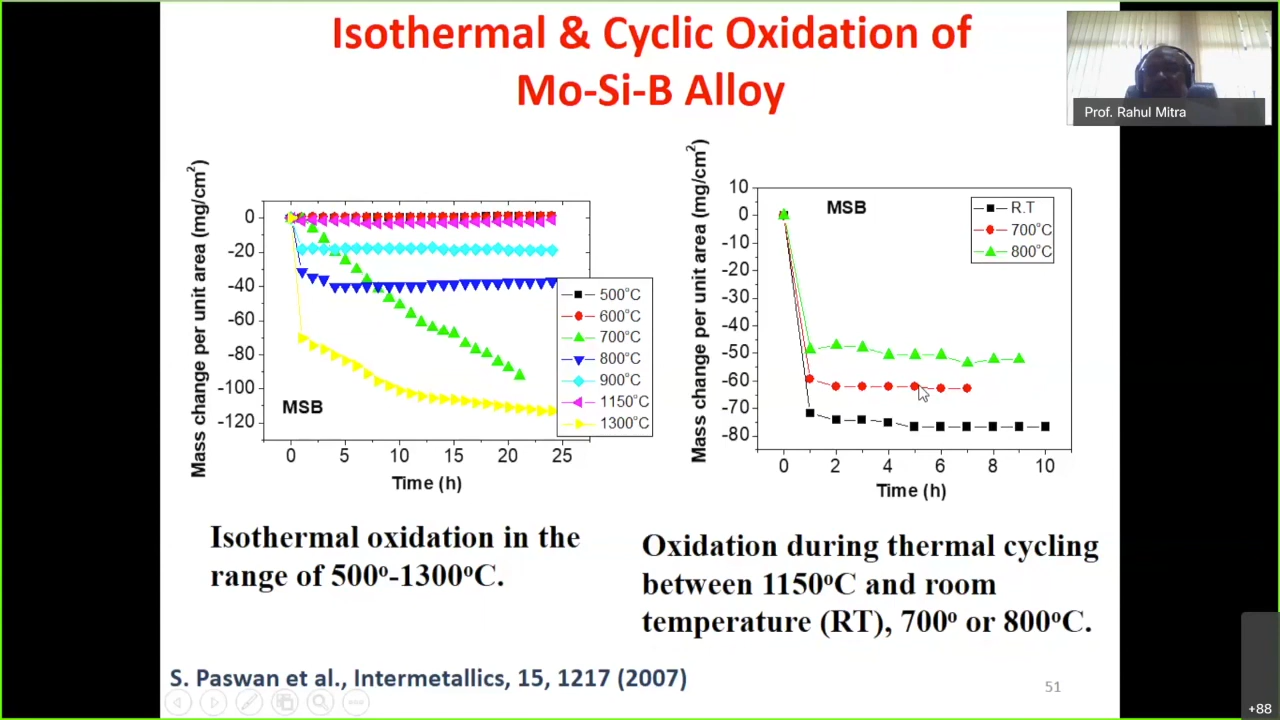 Isothermal & Cyclic Oxidation of
Mo-Si-B Alloy
Prof. Rahul Mitra
Mass change per unit area (mg/cm²)
0
-20
-40
-60
-80
-100
-120
MSB
500°C
600°C
700°C
800°C
900°C
1150°C
1300°C
0 5 10 15 20 25
Time (h)
Mass change per unit area (mg/cm²)
10
0
-10
-20
-30
-40
-50
-60
-70
-80
MSB
R.T
700°C
800°C
0 2 4 6 8 10
Time (h)
Isothermal oxidation in the
range of 500º-1300ºC.
Oxidation during thermal cycling
between 1150ºC and room
temperature (RT), 700º or 800ºC.
S. Paswan et al., Intermetallics, 15, 1217 (2007)
51
+88